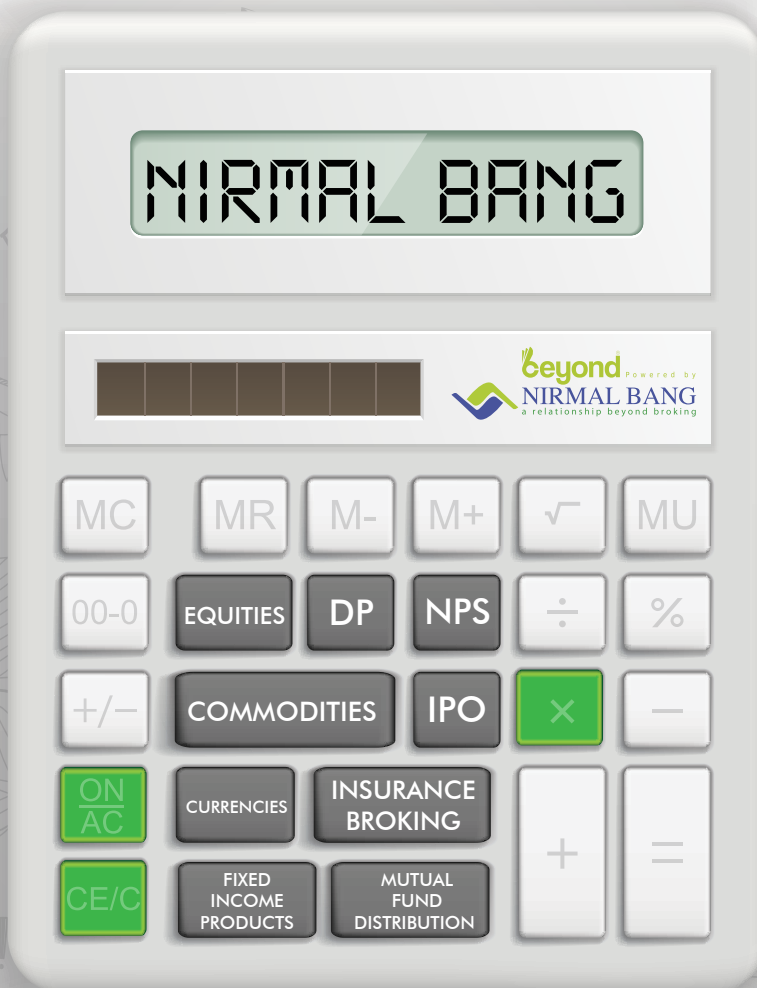 NIRMAL BANG
beyond Powered by
NIRMAL BANG
a relationship beyond broking
MC MR M- M+ √ MU
00-0 EQUITIES DP NPS ÷ %
+/− COMMODITIES IPO × −
ON
AC
CURRENCIES
INSURANCE
BROKING
+ =
CE/C
FIXED
INCOME
PRODUCTS
MUTUAL
FUND
DISTRIBUTION